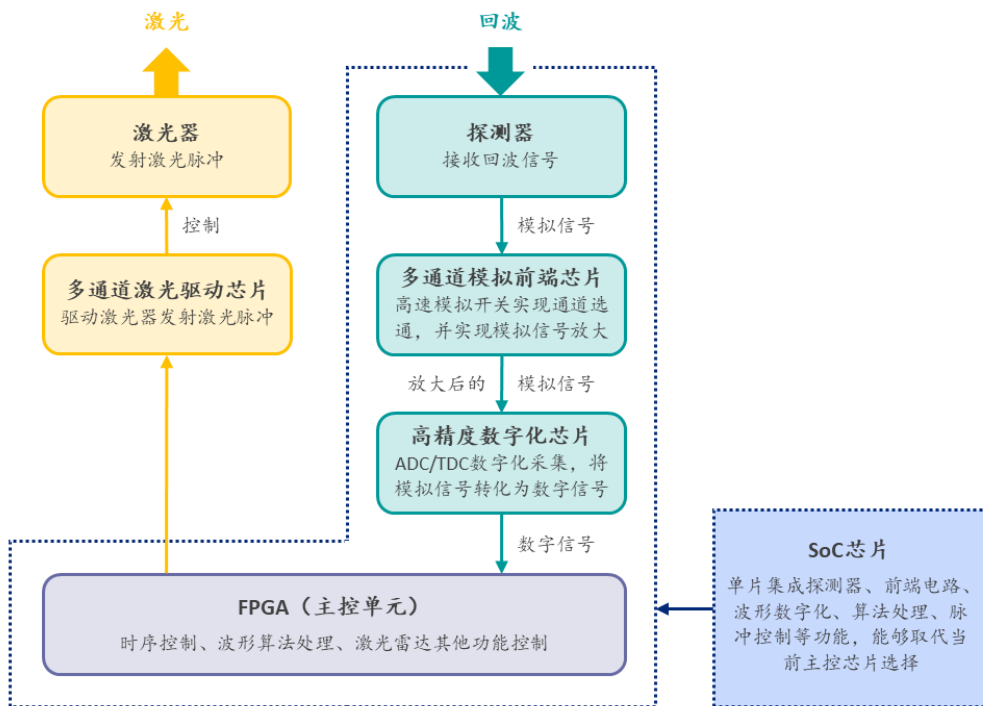 激光
回波
激光器
发射激光脉冲
探测器
接收回波信号
控制
模拟信号
多通道激光驱动芯片
驱动激光器发射激光脉冲
多通道模拟前端芯片
高速模拟开关实现通道选
通，并实现模拟信号放大
放大后的 模拟信号
高精度数字化芯片
ADC/TDC数字化采集，将
模拟信号转化为数字信号
数字信号
FPGA（主控单元）
时序控制、波形算法处理、激光雷达其他功能控制
SoC芯片
单片集成探测器、前端电路、
波形数字化、算法处理、脉
冲控制等功能，能够取代当
前主控芯片选择